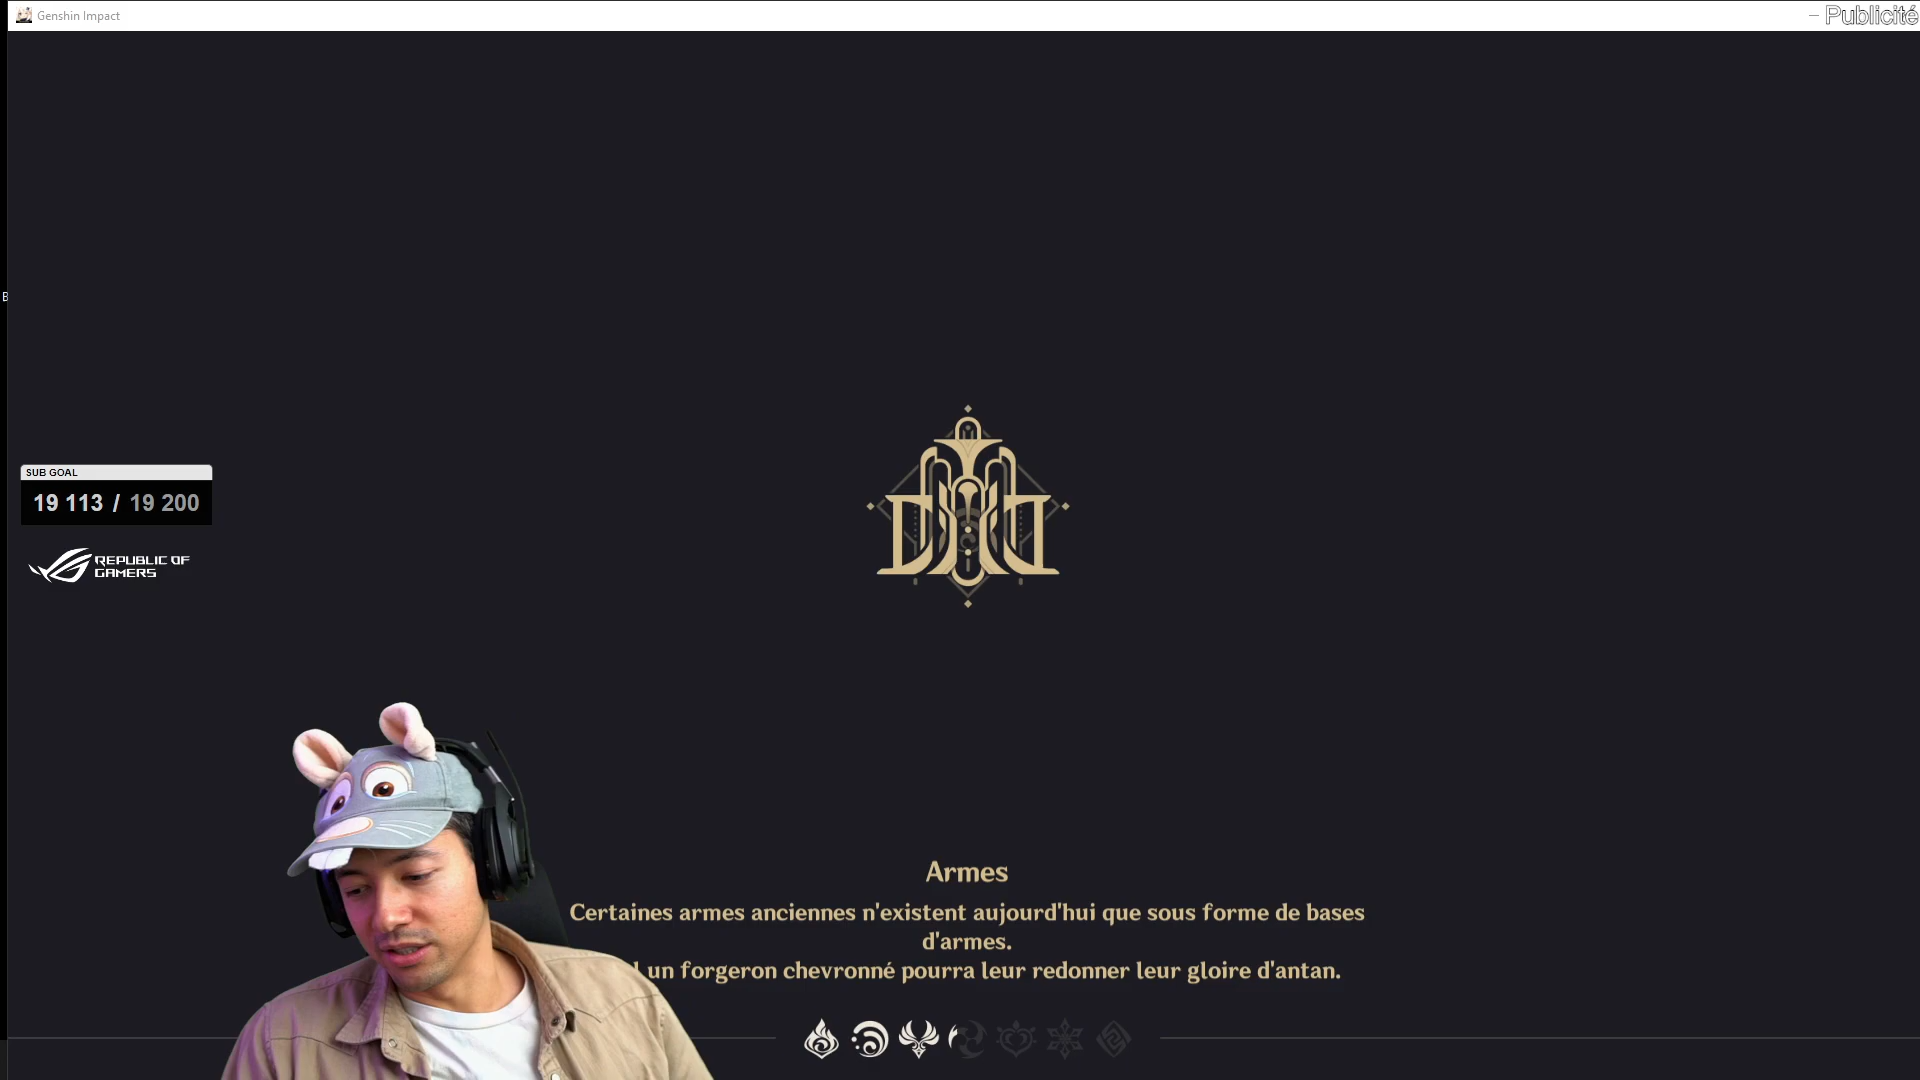 Genshin Impact
Publicité
B
SUB GOAL
19 113 / 19 200
REPUBLIC OF
GAMERS
Armes
Certaines armes anciennes n'existent aujourd'hui que sous forme de bases
d'armes.
un forgeron chevronné pourra leur redonner leur gloire d'antan.